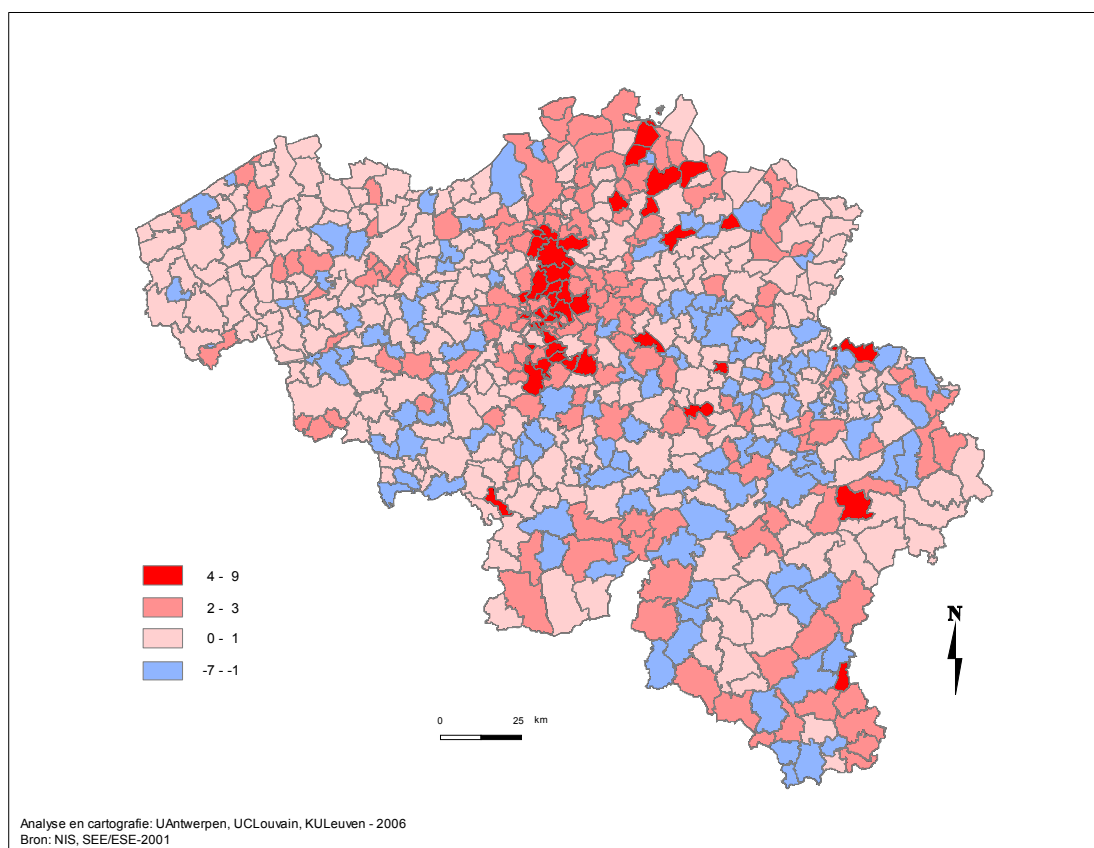 4 - 9
2 - 3
0 - 1
-7 - -1
N
0 25 km
Analyse en cartografie: UAntwerpen, UCLouvain, KULeuven - 2006
Bron: NIS, SEE/ESE-2001